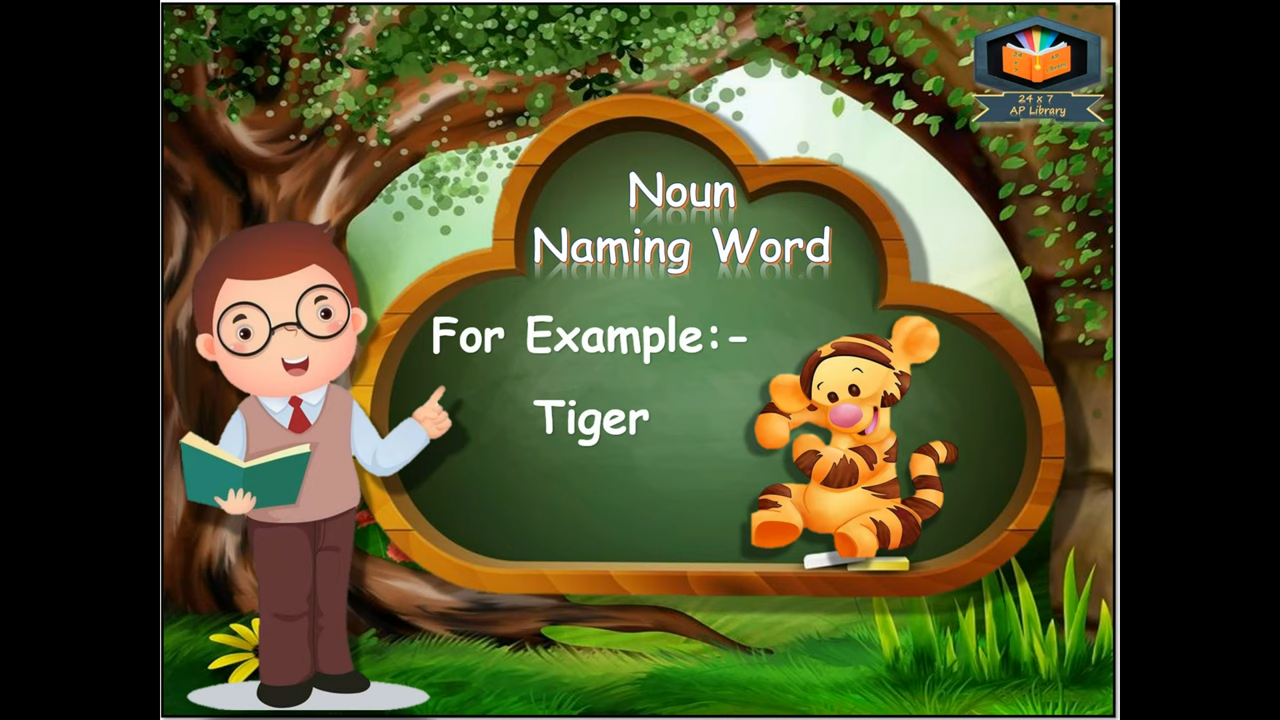 24 x 7
AP Library
Noun
Naming Word
For Example:-
Tiger